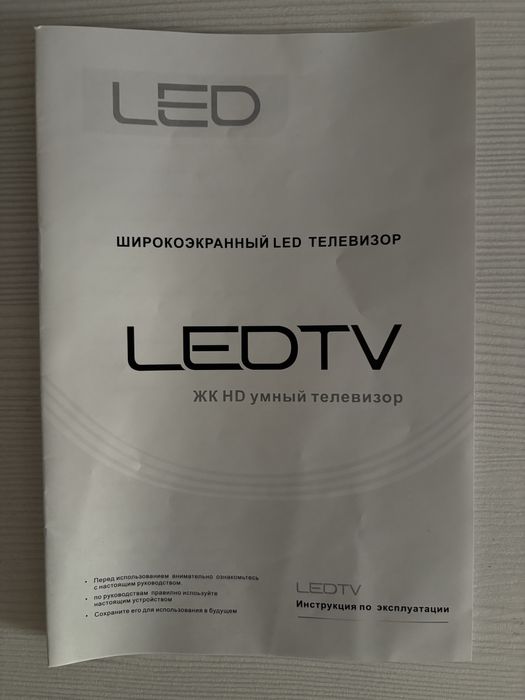 LED
ШИРОКОЭКРАННЫЙ LED ТЕЛЕВИЗОР
LEDTV
ЖК HD умный телевизор
• Перед использованием внимательно ознакомьтесь
с настоящим руководством
• по руководствам правилно используйте
настоящим устройством
• Сохраните его для использования в будущем
LEDTV
Инструкция по эксплуатации